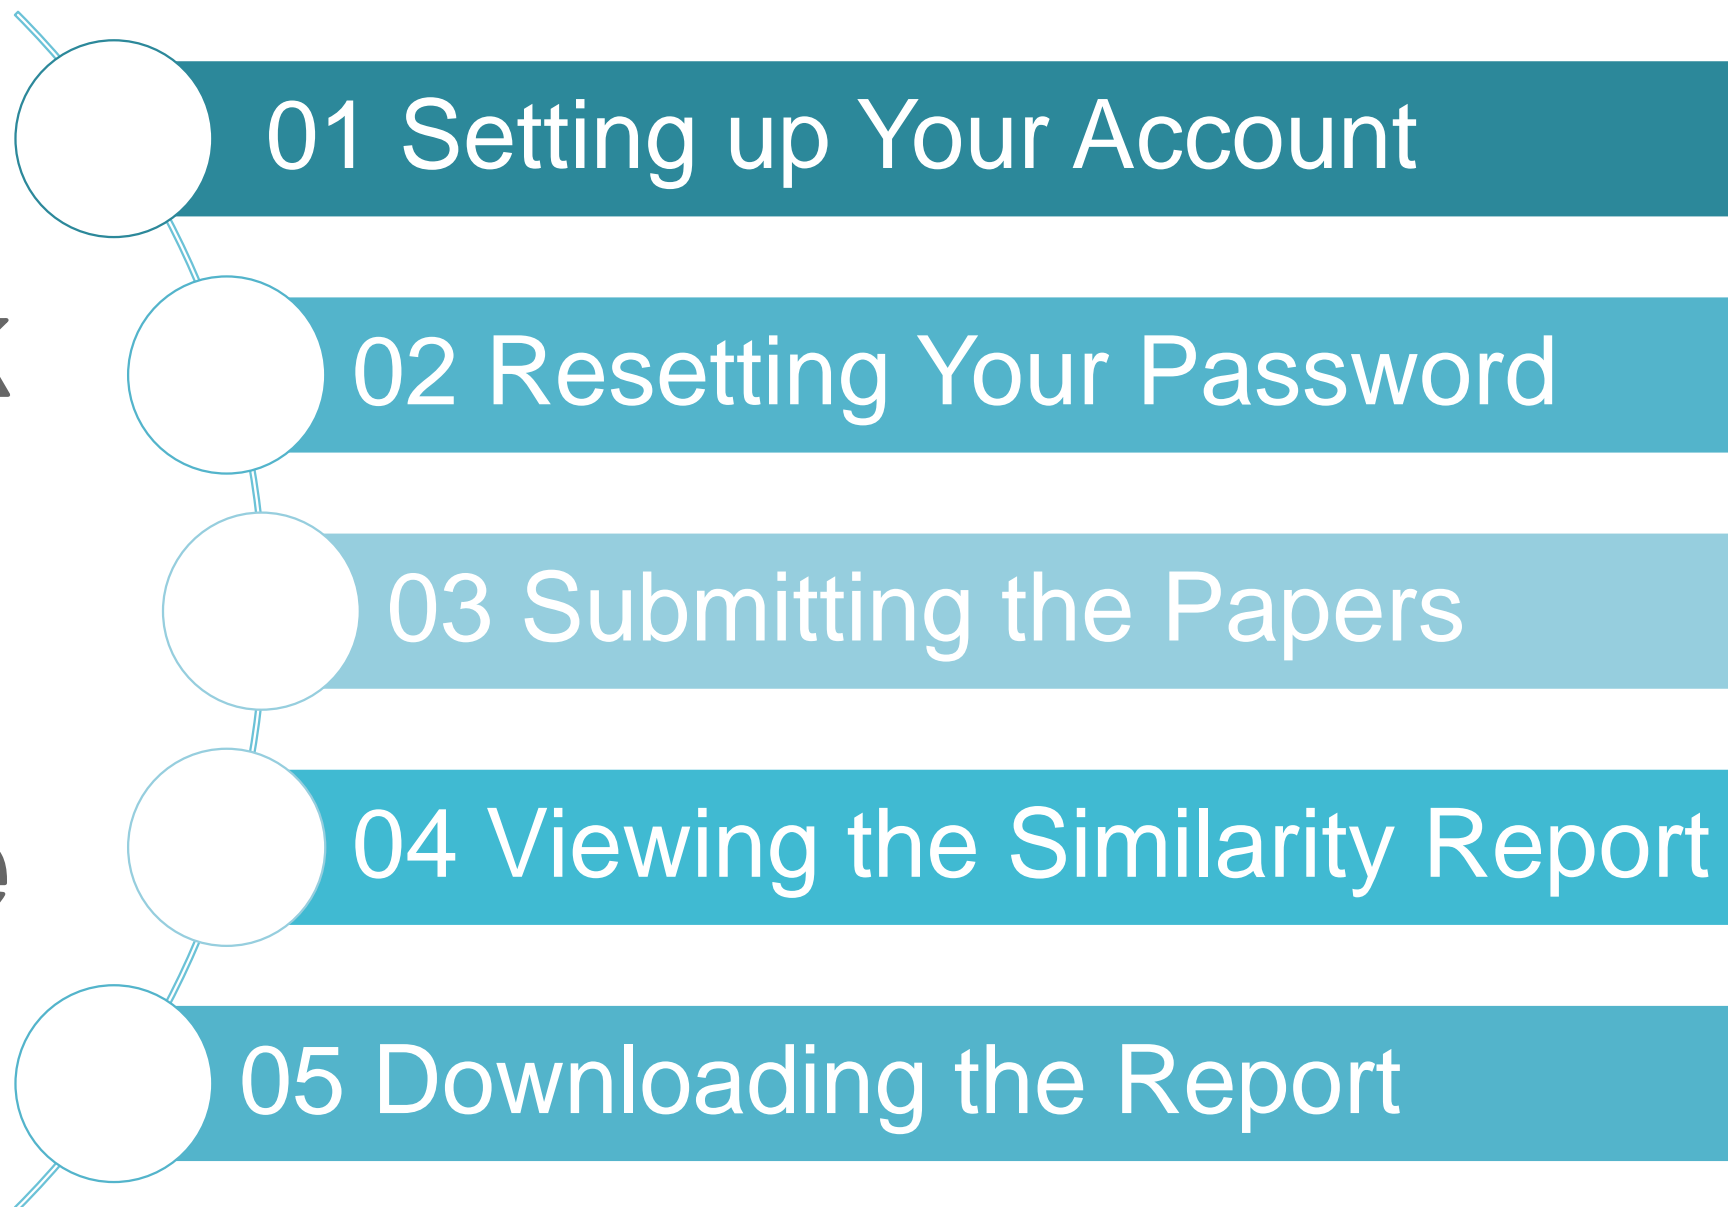 01 Setting up Your Account
02 Resetting Your Password
03 Submitting the Papers
04 Viewing the Similarity Report
05 Downloading the Report